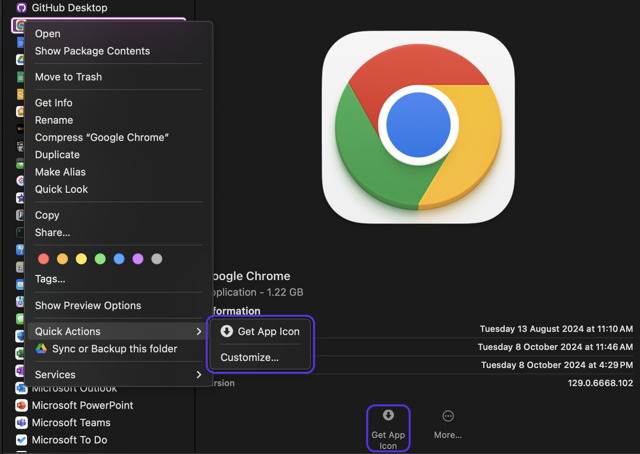 GitHub Desktop
Open
Show Package Contents
Move to Trash
Get Info
Rename
Compress “Google Chrome”
Duplicate
Make Alias
Quick Look
Copy
Share...
Tags...
Show Preview Options
Quick Actions
Sync or Backup this folder
Services
Get App Icon
Customize...
Microsoft Outlook
Microsoft PowerPoint
Microsoft Teams
Microsoft To Do
oogle Chrome
pplication - 1.22 GB
formation
Tuesday 13 August 2024 at 11:10 AM
Tuesday 8 October 2024 at 11:46 AM
Tuesday 8 October 2024 at 4:29 PM
ersion
129.0.6668.102
Get App
Icon
More...